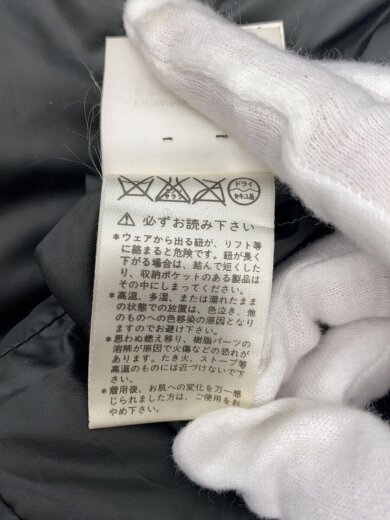 エンソ サラシ
ドライ
セキユ系
⚠ 必ずお読み下さい
*ウェアから出る紐が、リフト等
に絡まると危険です。紐が長く
下がる場合は、結んで短くした
り、収納ポケットのある製品は
その中にしまってください。
*高温、多湿、または濡れたまま
の状態での放置は、色泣き、他
のものへの色移染の原因となり
ますのでお避け下さい。
*思わぬ燃え移り、樹脂パーツの
溶解が原因で火傷などの恐れが
あります。たき火、ストーブ等
高温のものには近づけないで下
さい。
*着用後、お肌への変化を万一感
じられました方は、ご使用をお
やめ下さい。